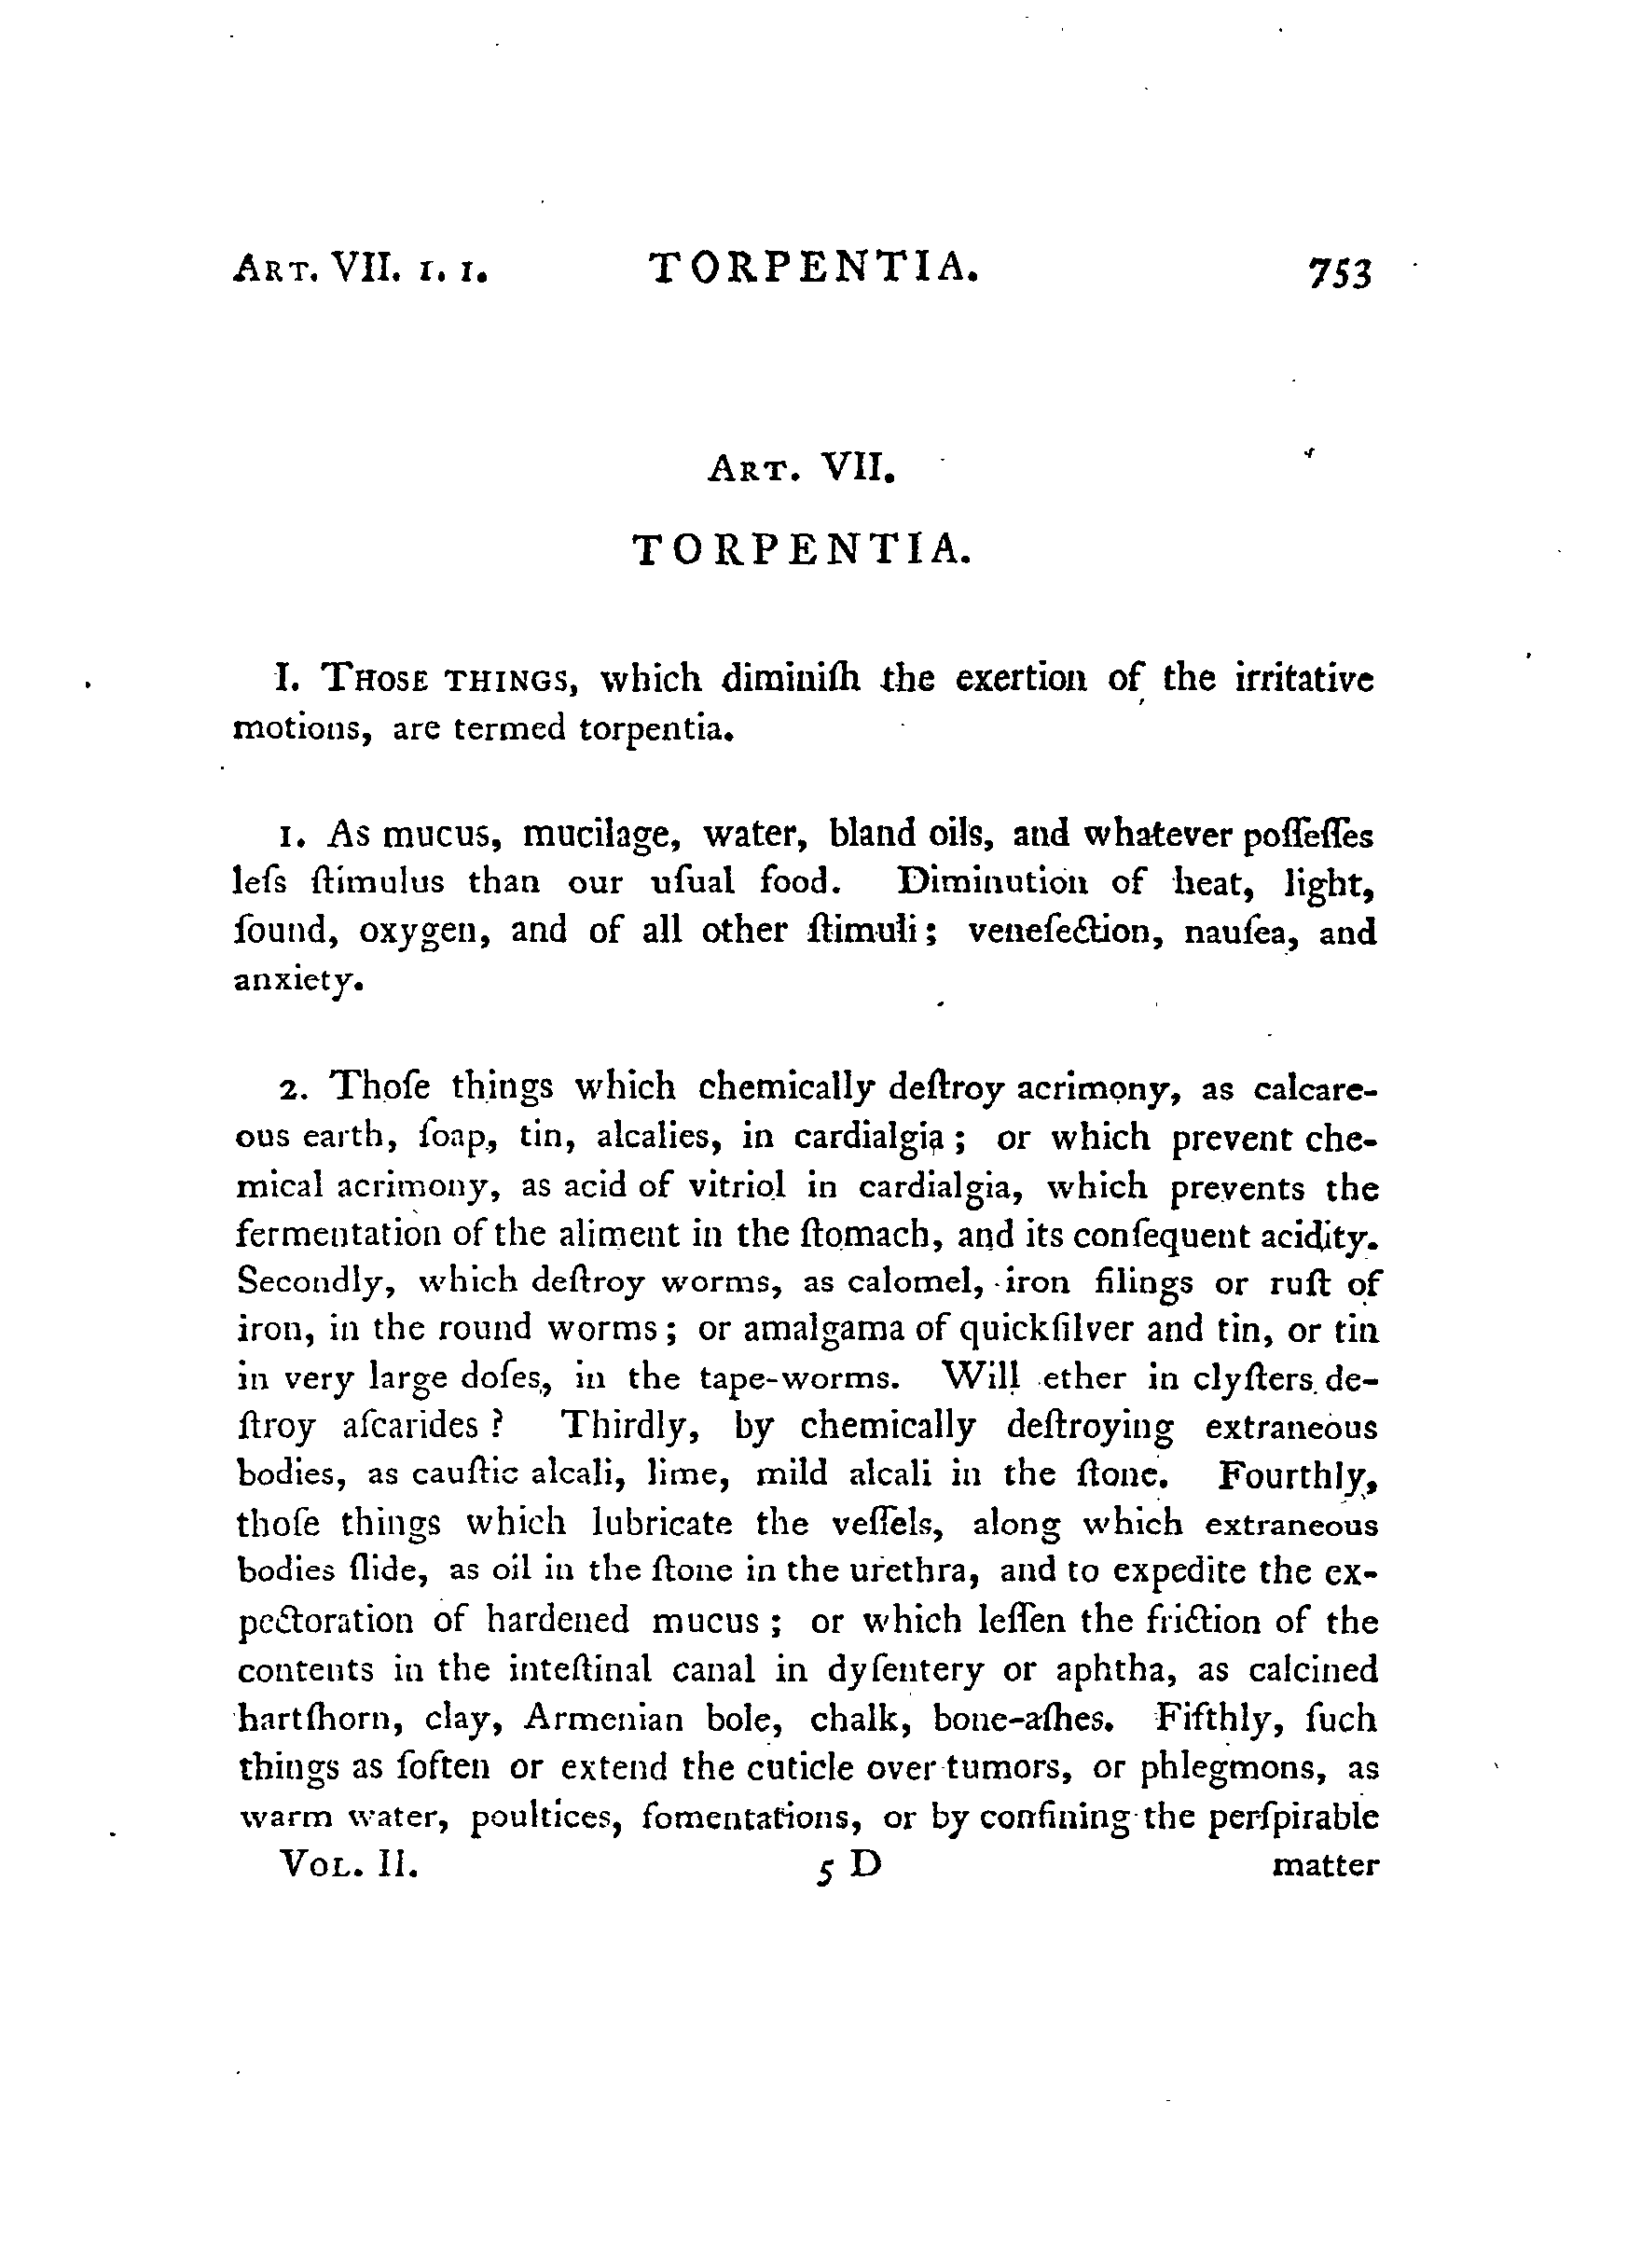 ART. VII. 1. 1. TORPENTIA. 753
ART. VII.
TORPENTIA.
I. THOSE THINGS, which diminiſh the exertion of the irritative
motions, are termed torpentia.
1. As mucus, mucilage, water, bland oils, and whatever poſſeſſes
leſs ſtimulus than our uſual food. Diminution of heat, light,
ſound, oxygen, and of all other ſtimuli; veneſection, nauſea, and
anxiety.
2. Thoſe things which chemically deſtroy acrimony, as calcare-
ous earth, ſoap, tin, alcalies, in cardialgia; or which prevent che-
mical acrimony, as acid of vitriol in cardialgia, which prevents the
fermentation of the aliment in the ſtomach, and its conſequent acidity.
Secondly, which deſtroy worms, as calomel, iron filings or ruſt of
iron, in the round worms; or amalgama of quickſilver and tin, or tin
in very large doſes, in the tape-worms. Will ether in clyſters de-
ſtroy aſcarides? Thirdly, by chemically deſtroying extraneous
bodies, as cauſtic alcali, lime, mild alcali in the ſtone. Fourthly,
thoſe things which lubricate the veſſels, along which extraneous
bodies ſlide, as oil in the ſtone in the urethra, and to expedite the ex-
pectoration of hardened mucus; or which leſſen the friction of the
contents in the inteſtinal canal in dyſentery or aphtha, as calcined
hartſhorn, clay, Armenian bole, chalk, bone-aſhes. Fifthly, ſuch
things as ſoften or extend the cuticle over tumors, or phlegmons, as
warm water, poultices, fomentations, or by confining the perſpirable
VOL. II. 5 D matter